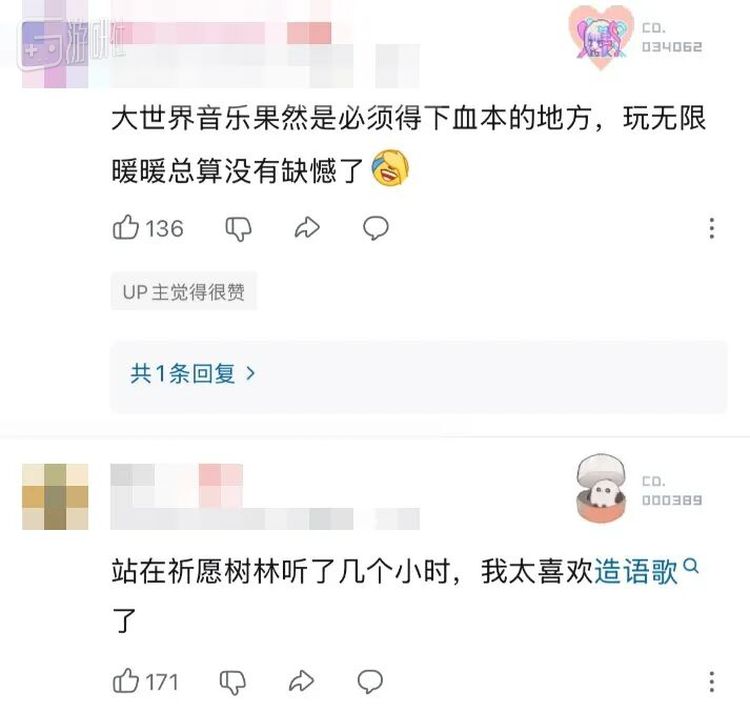 游研社
CO.
034062
大世界音乐果然是必须得下血本的地方，玩无限
暖暖总算没有缺憾了
136
UP主觉得很赞
共1条回复
CO.
000389
站在祈愿树林听了几个小时，我太喜欢造语歌
了
171